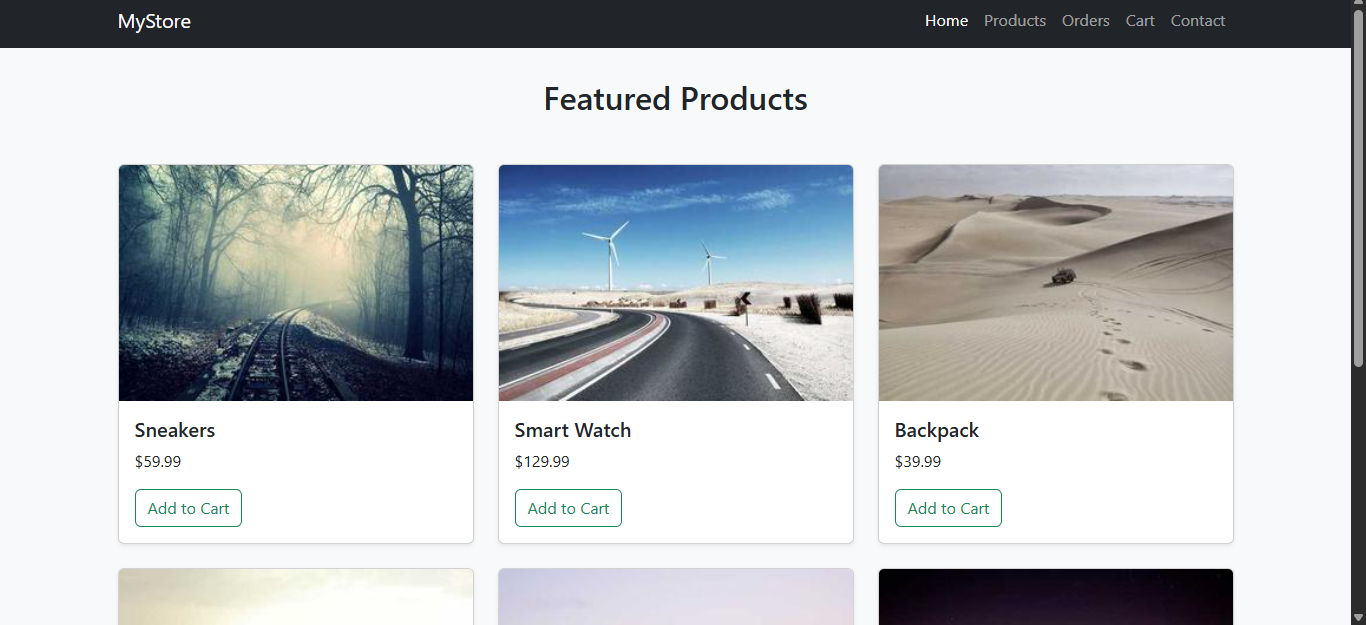 MyStore Home Products Orders Cart Contact
Featured Products
Sneakers
$59.99
Add to Cart
Smart Watch
$129.99
Add to Cart
Backpack
$39.99
Add to Cart